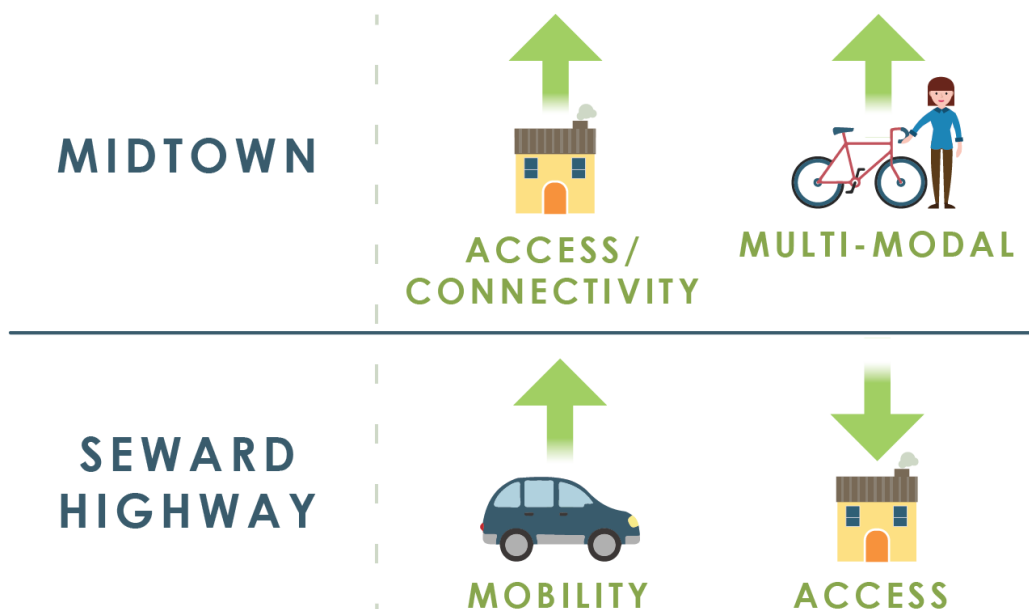 MIDTOWN
ACCESS/
CONNECTIVITY
MULTI-MODAL
SEWARD
HIGHWAY
MOBILITY
ACCESS